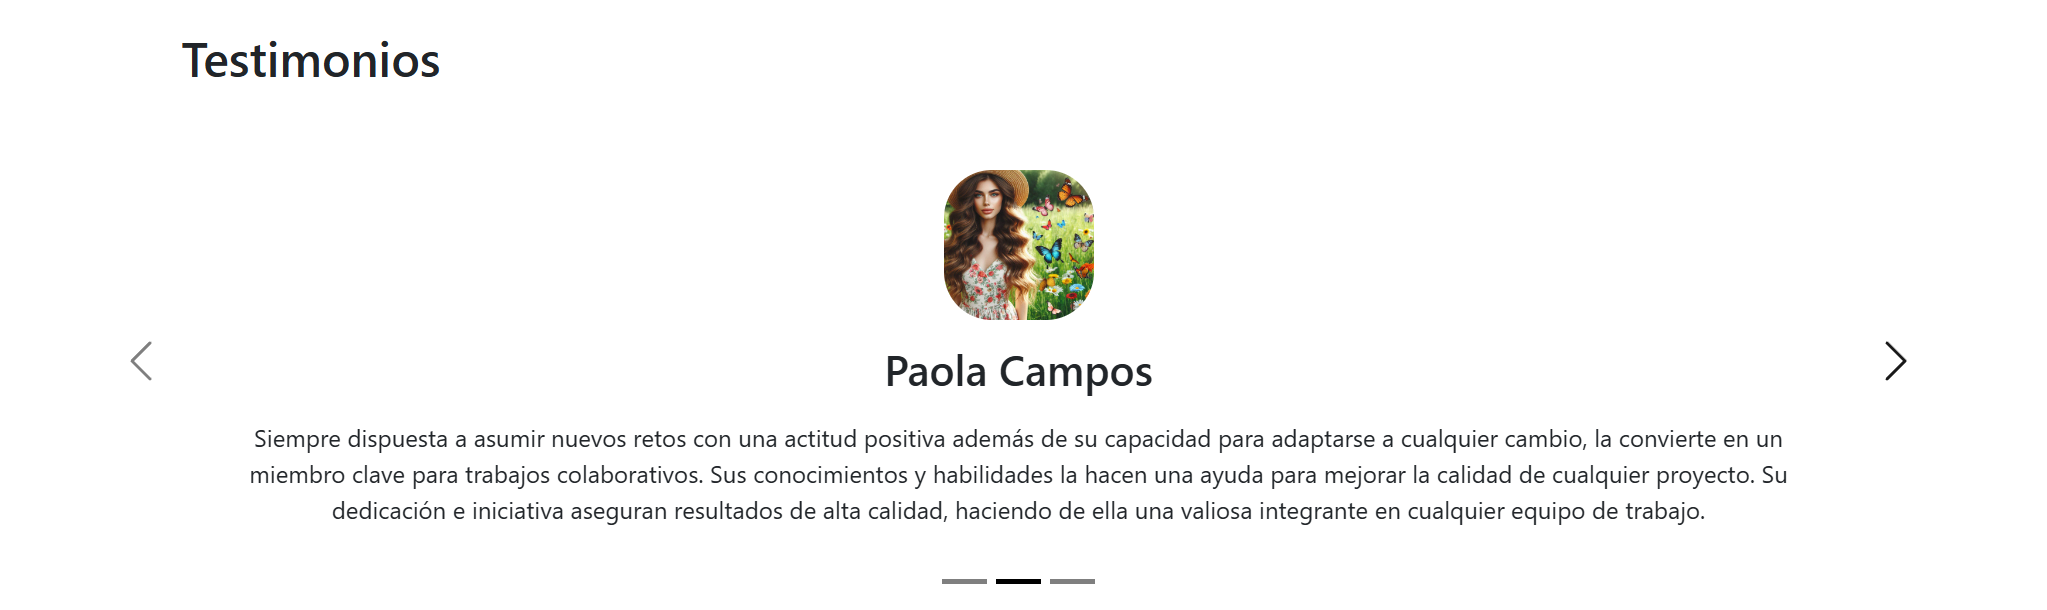 Testimonios
Paola Campos
Siempre dispuesta a asumir nuevos retos con una actitud positiva además de su capacidad para adaptarse a cualquier cambio, la convierte en un
miembro clave para trabajos colaborativos. Sus conocimientos y habilidades la hacen una ayuda para mejorar la calidad de cualquier proyecto. Su
dedicación e iniciativa aseguran resultados de alta calidad, haciendo de ella una valiosa integrante en cualquier equipo de trabajo.